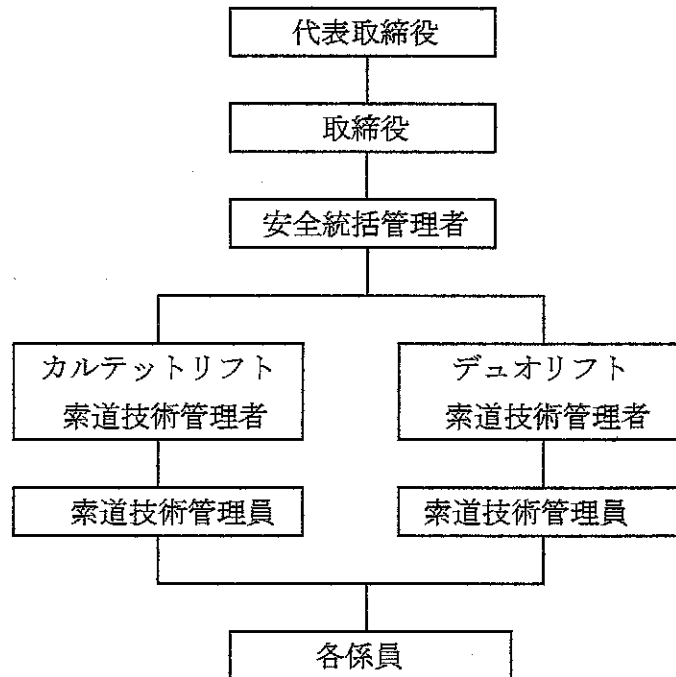 代表取締役
取締役
安全統括管理者
カルテットリフト
索道技術管理者
デュオリフト
索道技術管理者
索道技術管理員
索道技術管理員
各係員